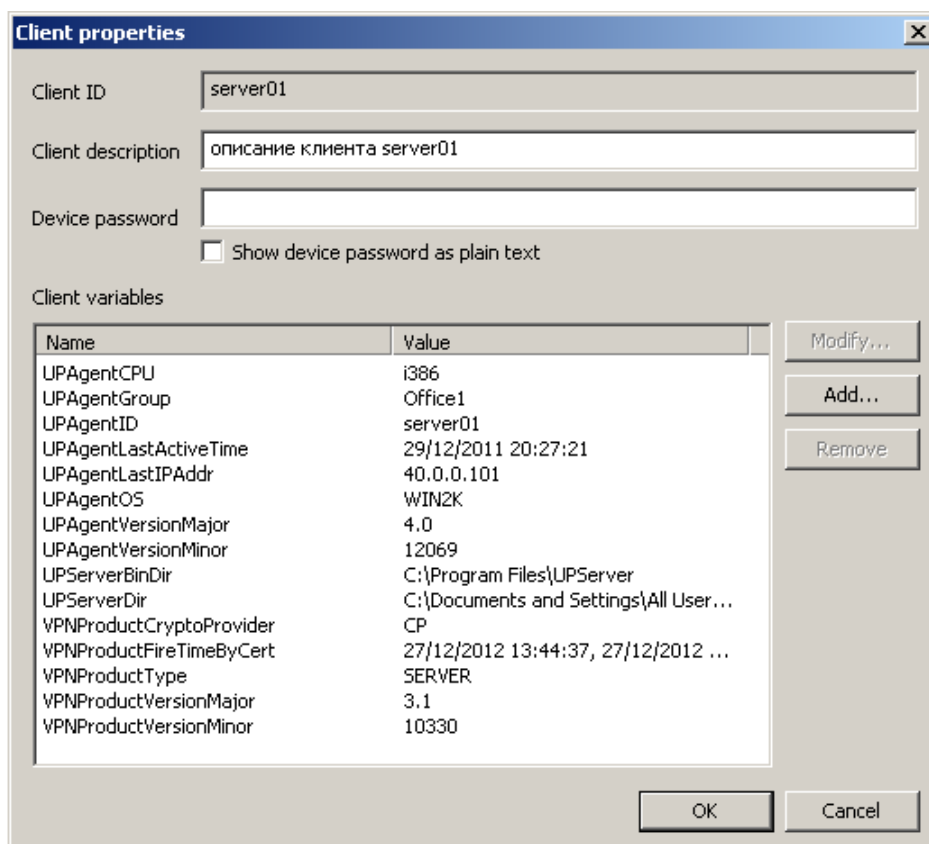 Client properties
Client ID server01
Client description описание клиента server01
Device password
Show device password as plain text
Client variables
Name Value
Modify...
UPAgentCPU i386
UPAgentGroup Office1
Add...
UPAgentID server01
UPAgentLastActiveTime 29/12/2011 20:27:21
Remove
UPAgentLastIPAddr 40.0.0.101
UPAgentOS WIN2K
UPAgentVersionMajor 4.0
UPAgentVersionMinor 12069
UPServerBinDir C:\Program Files\UPServer
UPServerDir C:\Documents and Settings\All User...
VPNProductCryptoProvider CP
VPNProductFireTimeByCert 27/12/2012 13:44:37, 27/12/2012 ...
VPNProductType SERVER
VPNProductVersionMajor 3.1
VPNProductVersionMinor 10330
OK Cancel